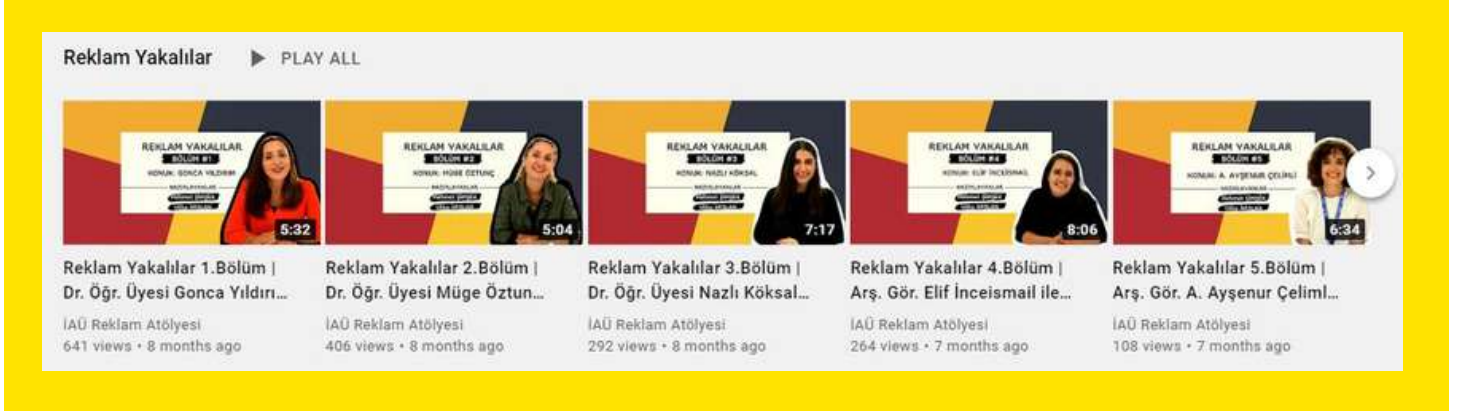 Reklam Yakalılar PLAY ALL
REKLAM YAKALILAR
BÖLÜM #1
KONUK: GONCA YILDIRIM
HAZIRLAYANLAR
5:32
REKLAM YAKALILAR
BÖLÜM #2
KONUK: MÜGE ÖZTUNÇ
HAZIRLAYANLAR
5:04
REKLAM YAKALILAR
BÖLÜM #3
KONUK: NAZLI KÖKSAL
HAZIRLAYANLAR
7:17
REKLAM YAKALILAR
BÖLÜM #4
KONUK: ELİF İNCEİSMAİL
HAZIRLAYANLAR
8:06
REKLAM YAKALILAR
BÖLÜM #5
KONUK: A. AYŞENUR ÇELİMLİ
HAZIRLAYANLAR
6:34
Reklam Yakalılar 1.Bölüm |
Dr. Öğr. Üyesi Gonca Yıldırı...
İAÜ Reklam Atölyesi
641 views • 8 months ago
Reklam Yakalılar 2.Bölüm |
Dr. Öğr. Üyesi Müge Öztun...
İAÜ Reklam Atölyesi
406 views • 8 months ago
Reklam Yakalılar 3.Bölüm |
Dr. Öğr. Üyesi Nazlı Köksal...
İAÜ Reklam Atölyesi
292 views • 8 months ago
Reklam Yakalılar 4.Bölüm |
Arş. Gör. Elif İnceismail ile...
İAÜ Reklam Atölyesi
264 views • 7 months ago
Reklam Yakalılar 5.Bölüm |
Arş. Gör. A. Ayşenur Çeliml...
İAÜ Reklam Atölyesi
108 views • 7 months ago